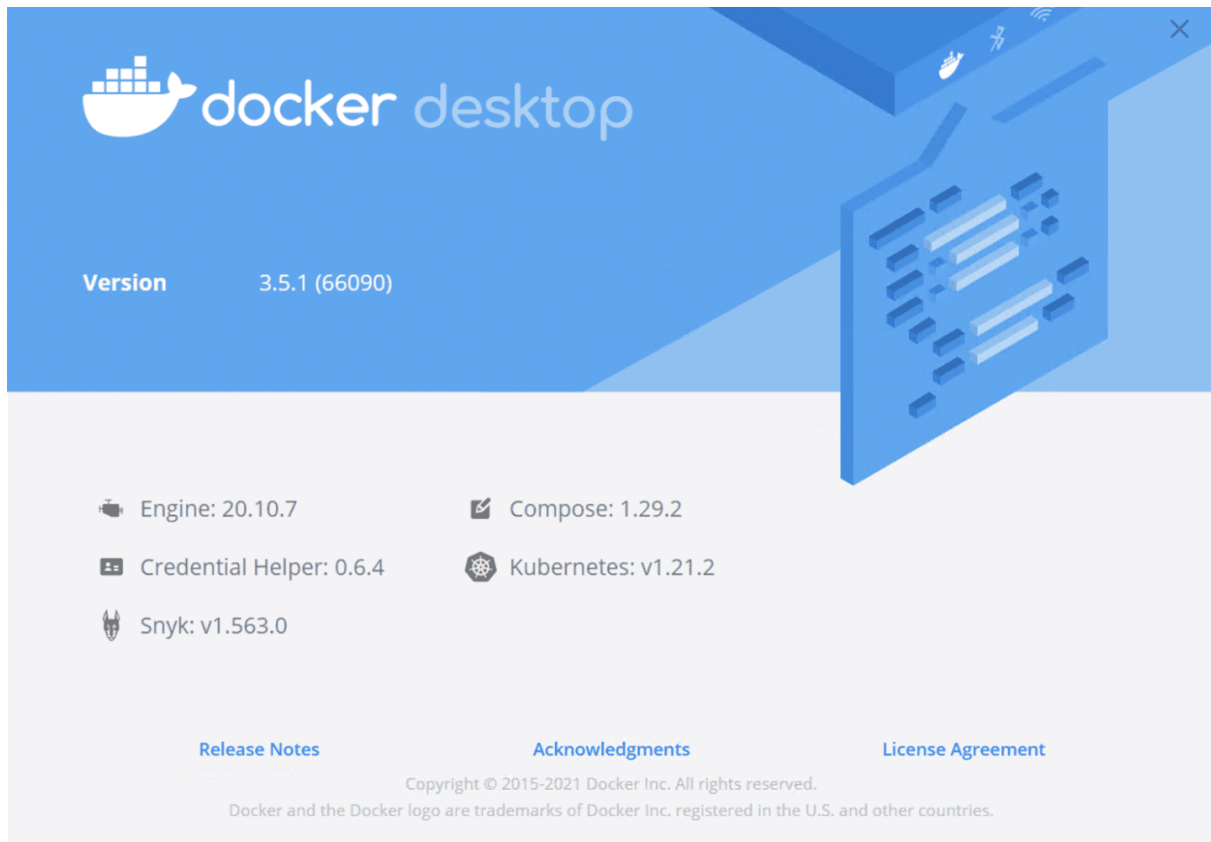 docker desktop
Version 3.5.1 (66090)
Engine: 20.10.7
Compose: 1.29.2
Credential Helper: 0.6.4
Kubernetes: v1.21.2
Snyk: v1.563.0
Release Notes
Acknowledgments
License Agreement
Copyright © 2015-2021 Docker Inc. All rights reserved.
Docker and the Docker logo are trademarks of Docker Inc. registered in the U.S. and other countries.